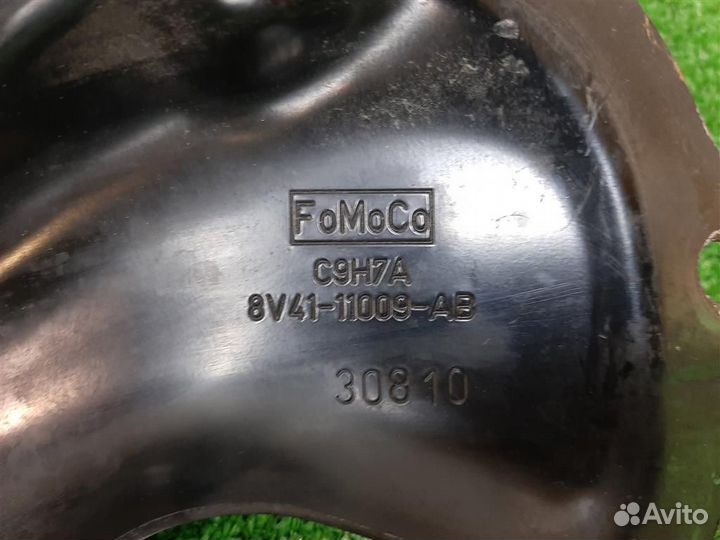 FoMoCo
C9H7A
8V41-11009-AB
30810
Avito